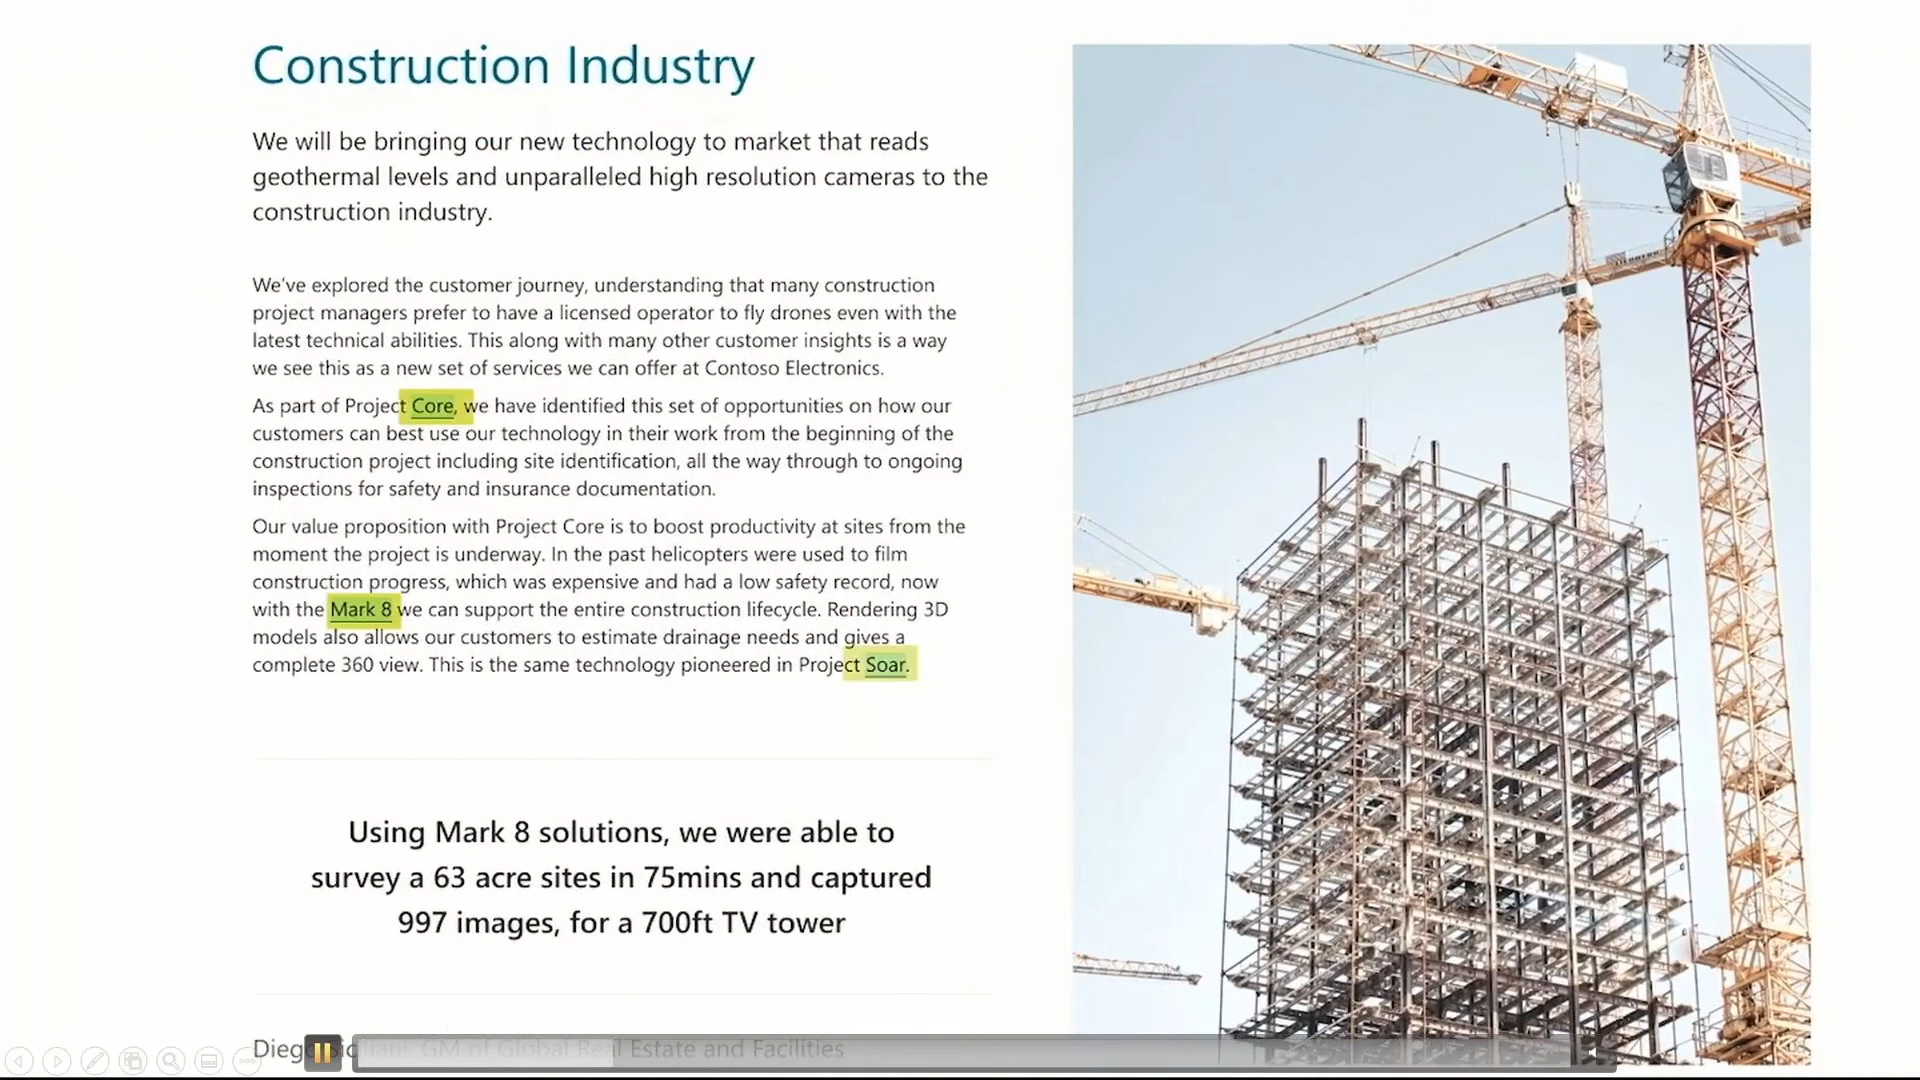 Construction Industry
We will be bringing our new technology to market that reads
geothermal levels and unparalleled high resolution cameras to the
construction industry.
We've explored the customer journey, understanding that many construction
project managers prefer to have a licensed operator to fly drones even with the
latest technical abilities. This along with many other customer insights is a way
we see this as a new set of services we can offer at Contoso Electronics.
As part of Project Core, we have identified this set of opportunities on how our
customers can best use our technology in their work from the beginning of the
construction project including site identification, all the way through to ongoing
inspections for safety and insurance documentation.
Our value proposition with Project Core is to boost productivity at sites from the
moment the project is underway. In the past helicopters were used to film
construction progress, which was expensive and had a low safety record, now
with the Mark 8 we can support the entire construction lifecycle. Rendering 3D
models also allows our customers to estimate drainage needs and gives a
complete 360 view. This is the same technology pioneered in Project Soar.
Using Mark 8 solutions, we were able to
survey a 63 acre sites in 75mins and captured
997 images, for a 700ft TV tower
GM of Global Real Estate and Facilities